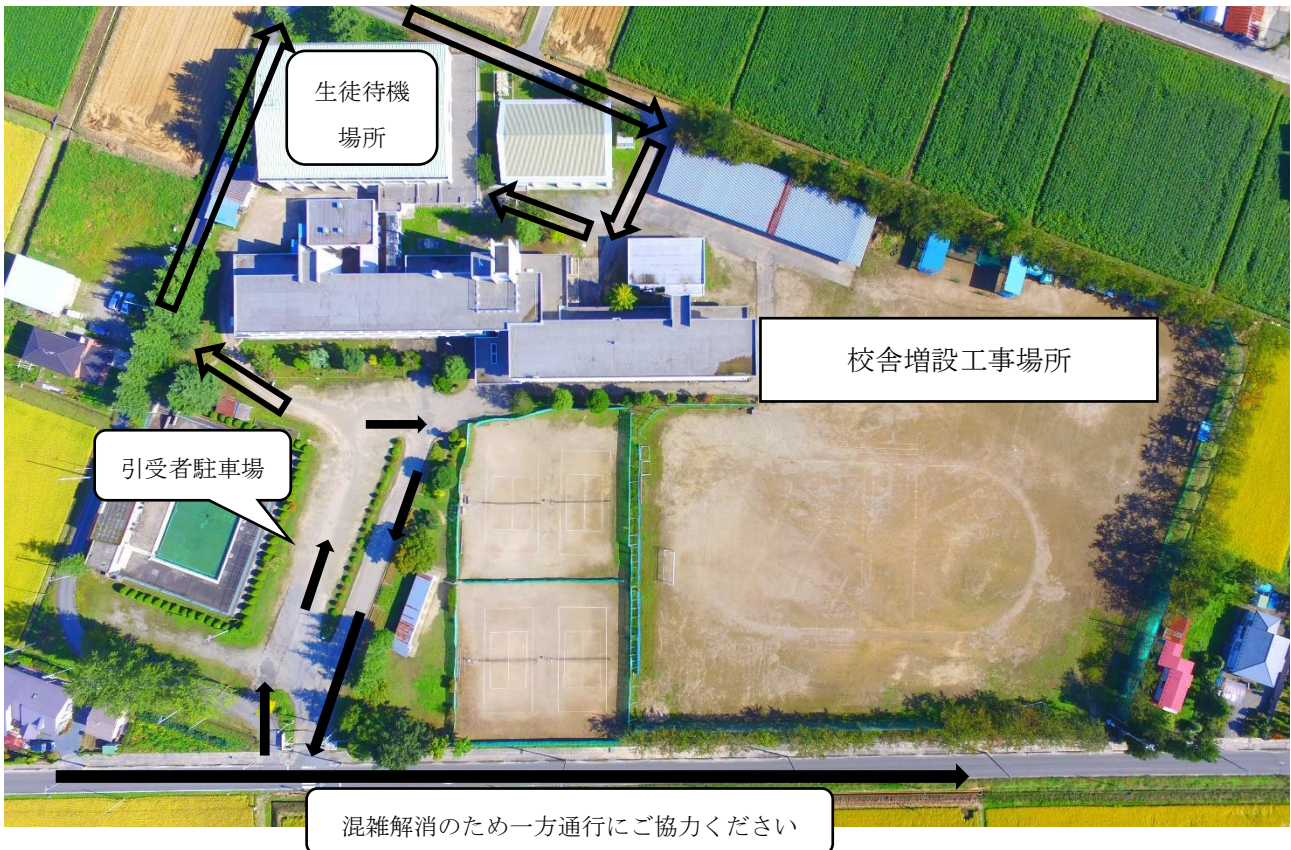 生徒待機
場所
校舎増設工事場所
引受者駐車場
混雑解消のため一方通行にご協力ください